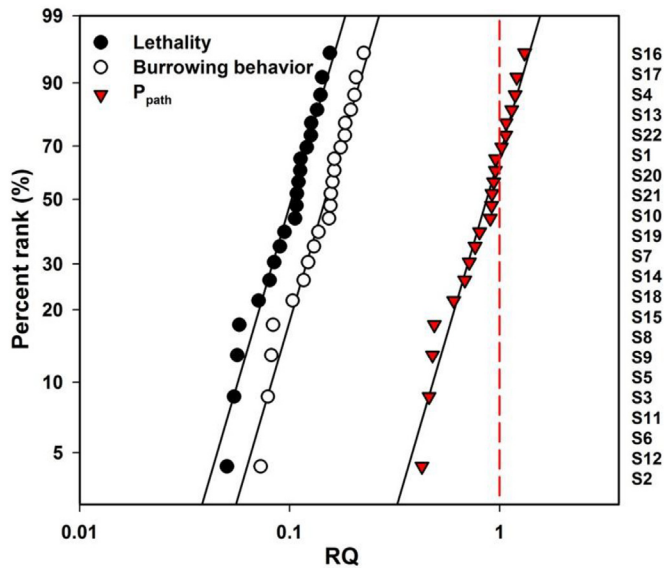 99
90
70
50
30
20
10
5
Percent rank (%)
Lethality
Burrowing behavior
Ppath
S16
S17
S4
S13
S22
S1
S20
S21
S10
S19
S7
S14
S18
S15
S8
S9
S5
S3
S11
S6
S12
S2
0.01
0.1
1
RQ